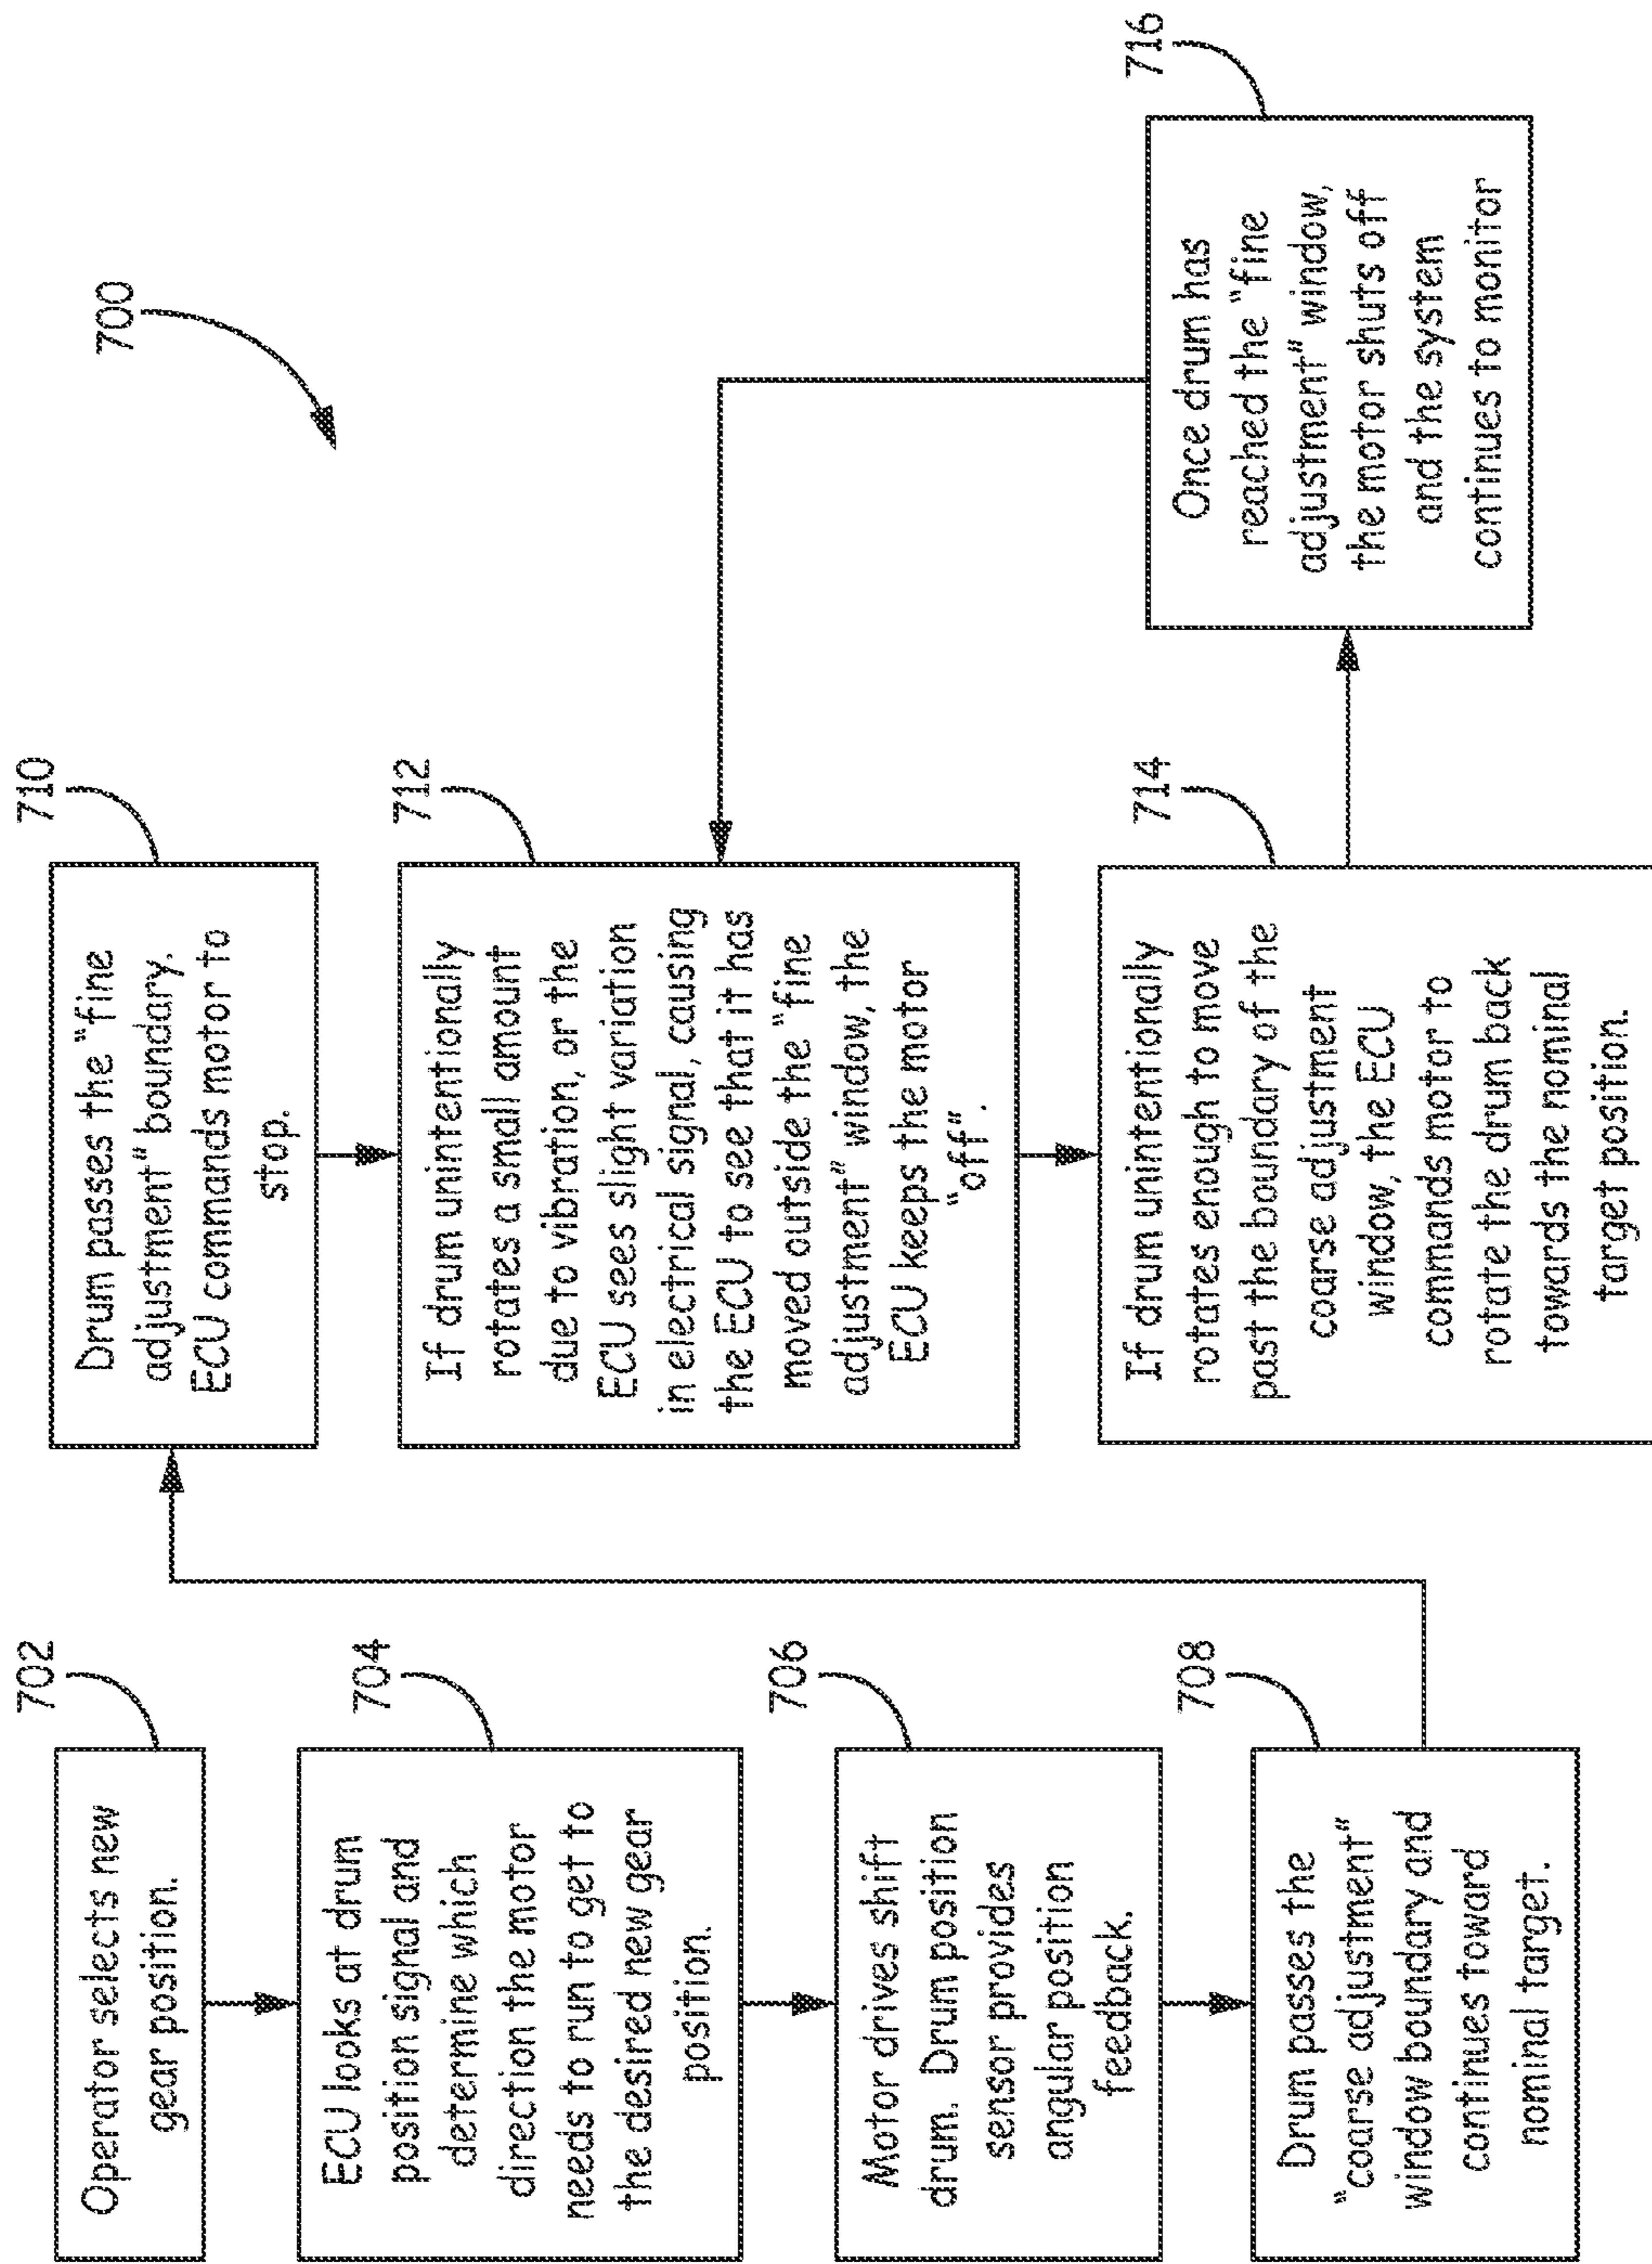 700
702
Operator selects new
gear position.
704
ECU looks at drum
position signal and
determine which
direction the motor
needs to run to get to
the desired new gear
position.
706
Motor drives shift
drum. Drum position
sensor provides
angular position
feedback.
708
Drum passes the
"coarse adjustment"
window boundary and
continues toward
nominal target.
710
Drum passes the "fine
adjustment" boundary.
ECU commands motor to
stop.
712
If drum unintentionally
rotates a small amount
due to vibration, or the
ECU sees slight variation
in electrical signal, causing
the ECU to see that it has
moved outside the "fine
adjustment" window, the
ECU keeps the motor
"off".
714
If drum unintentionally
rotates enough to move
past the boundary of the
coarse adjustment
window, the ECU
commands motor to
rotate the drum back
towards the nominal
target position.
716
Once drum has
reached the "fine
adjustment" window,
the motor shuts off
and the system
continues to monitor